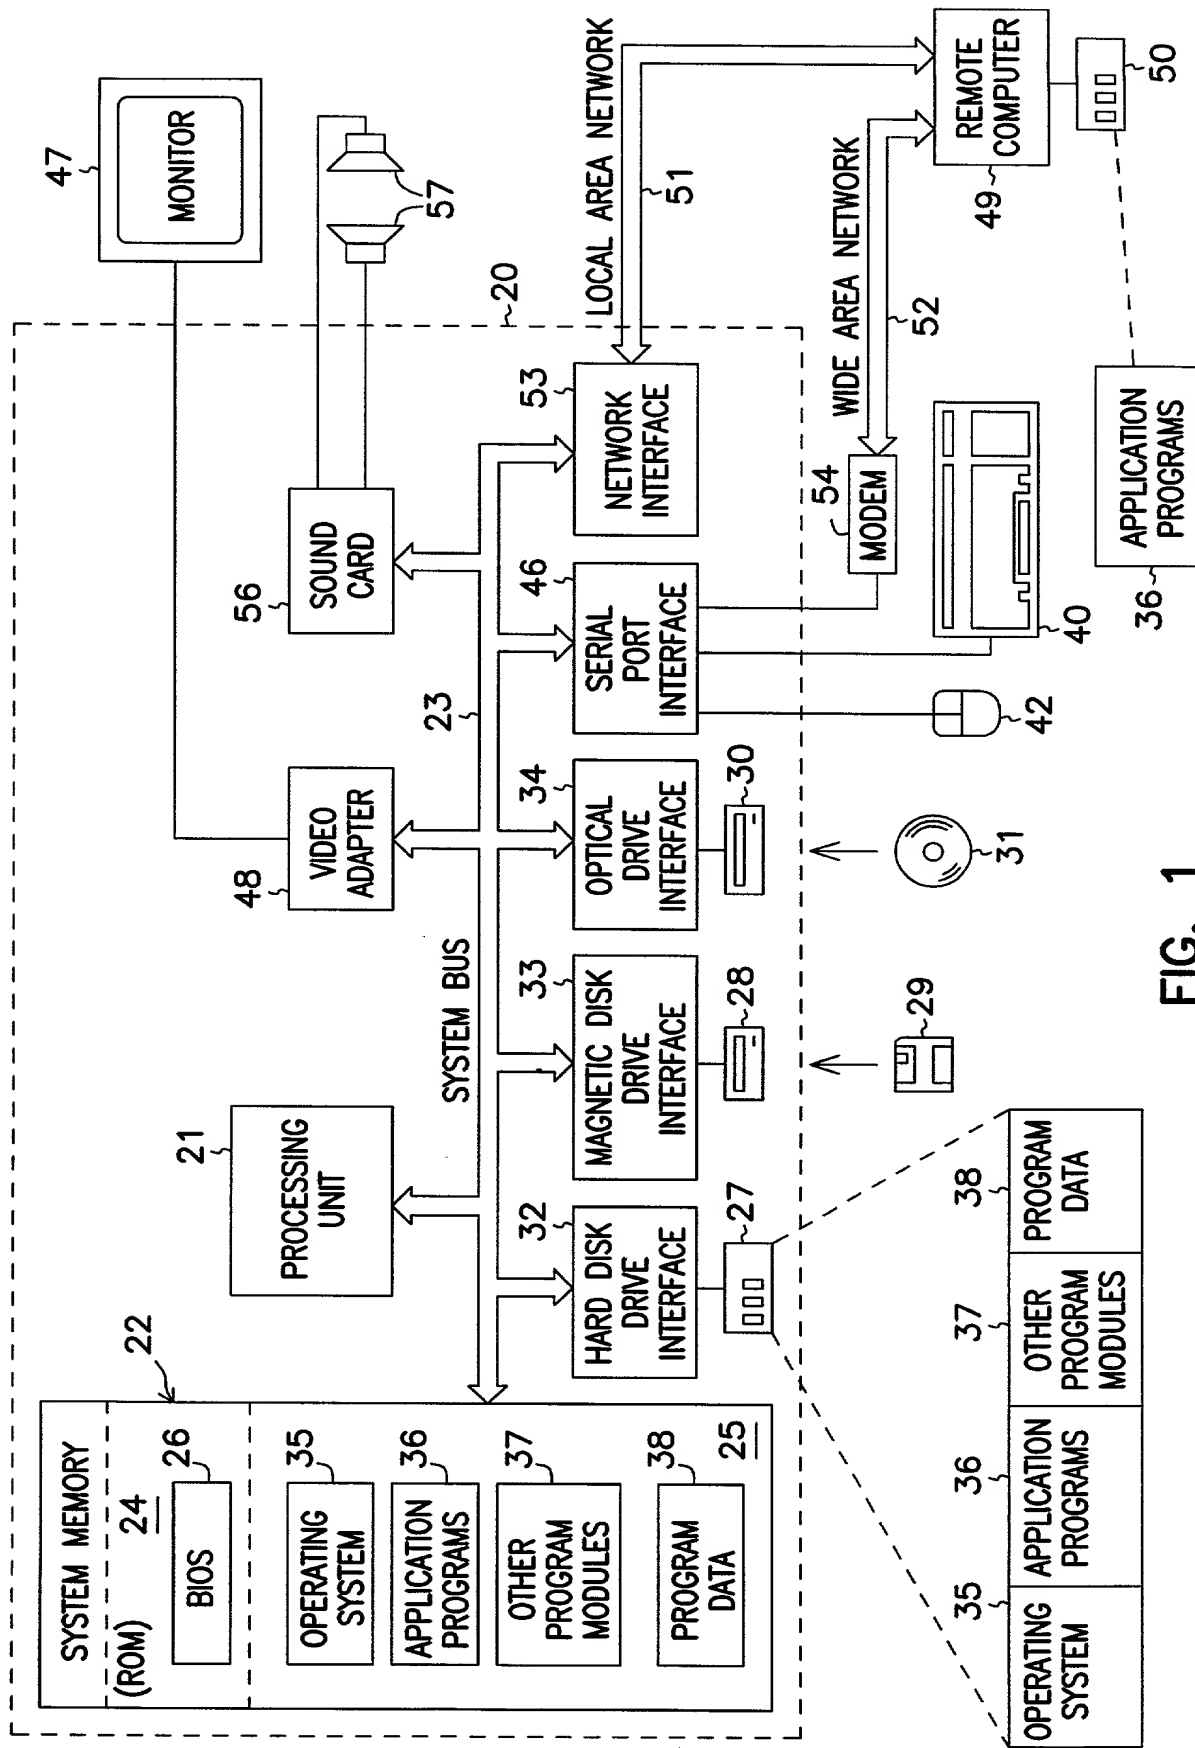 20
SYSTEM MEMORY
22
(ROM)
24
26
BIOS
35
OPERATING
SYSTEM
36
APPLICATION
PROGRAMS
37
OTHER
PROGRAM
MODULES
38
PROGRAM
DATA
25
21
PROCESSING
UNIT
SYSTEM BUS
23
48
VIDEO
ADAPTER
56
SOUND
CARD
47
MONITOR
57
32
HARD DISK
DRIVE
INTERFACE
33
MAGNETIC DISK
DRIVE
INTERFACE
34
OPTICAL
DRIVE
INTERFACE
46
SERIAL
PORT
INTERFACE
53
NETWORK
INTERFACE
LOCAL AREA NETWORK
51
27
28
30
54
MODEM
WIDE AREA NETWORK
52
29
31
42
40
REMOTE
COMPUTER
49
50
35
OPERATING
SYSTEM
36
APPLICATION
PROGRAMS
37
OTHER
PROGRAM
MODULES
38
PROGRAM
DATA
36
APPLICATION
PROGRAMS
FIG. 1